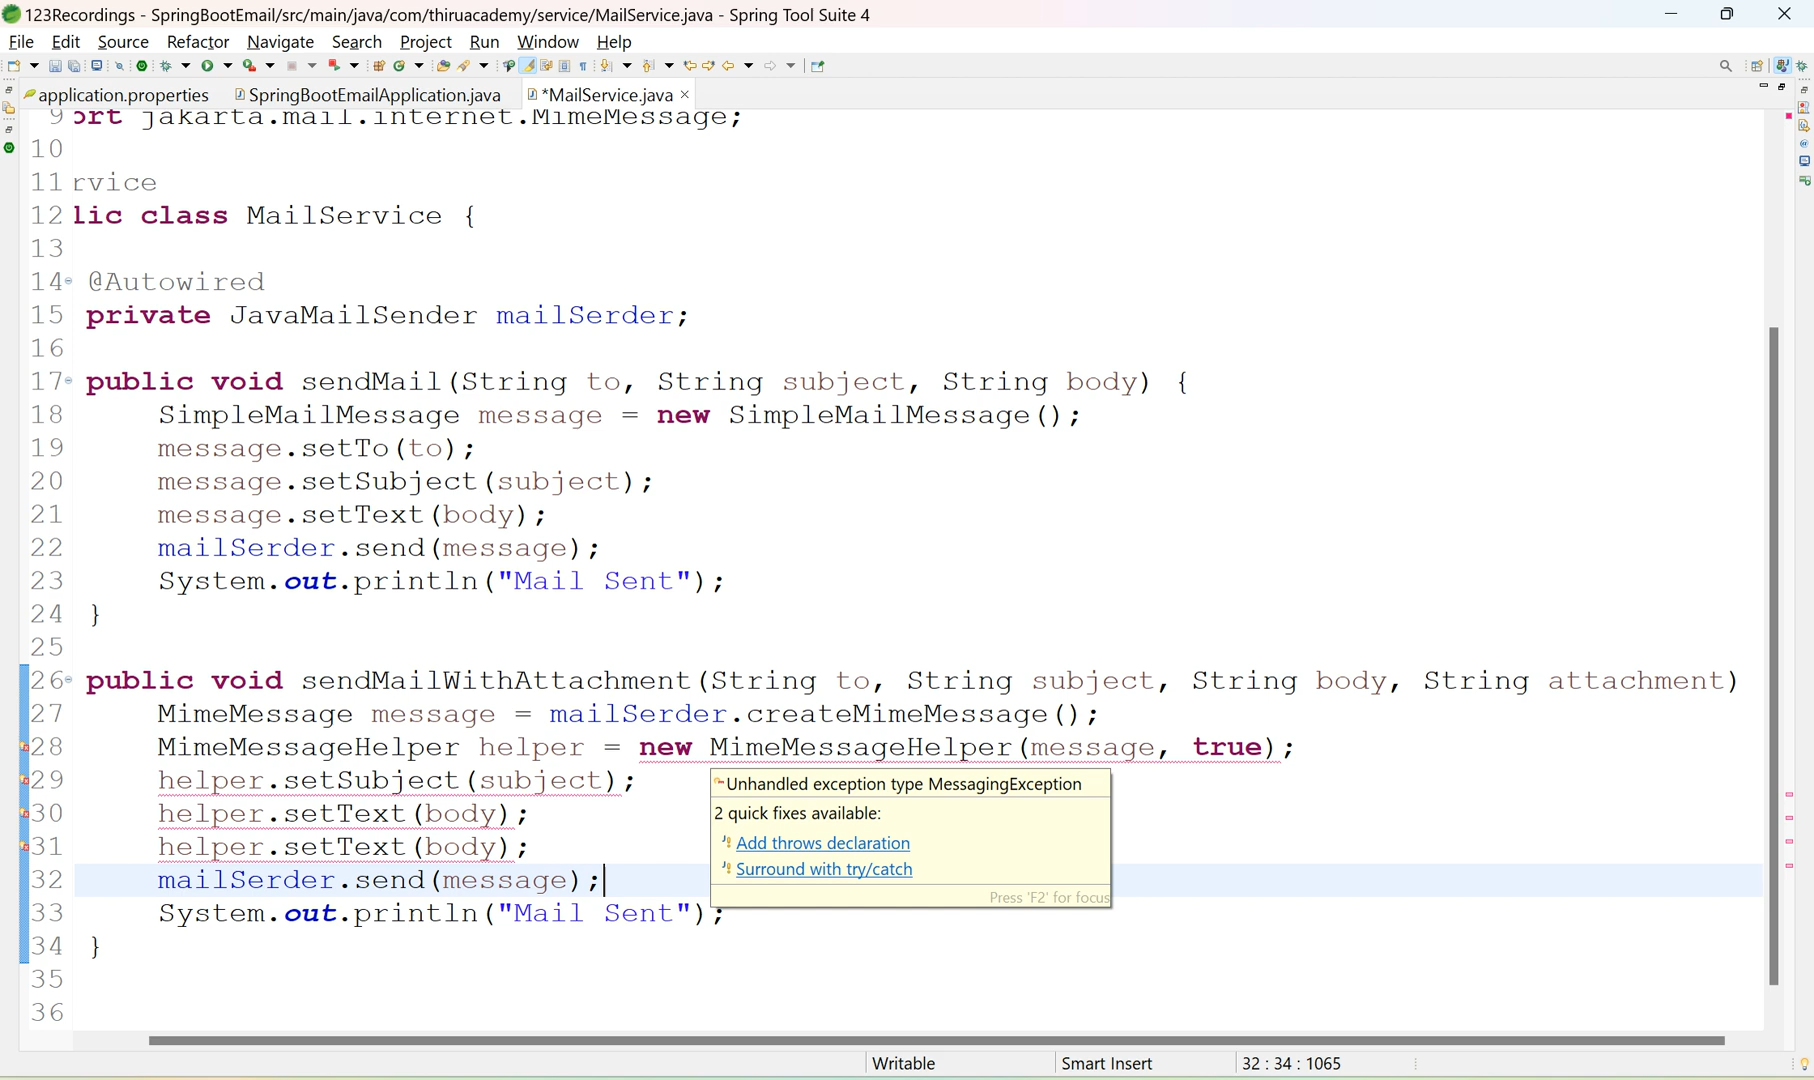 123Recordings - SpringBootEmail/src/main/java/com/thiruacademy/service/MailService.java - Spring Tool Suite 4
File Edit Source Refactor Navigate Search Project Run Window Help
application.properties SpringBootEmailApplication.java *MailService.java
9 ort jakarta.mail.internet.MimeMessage;
10
11 rvice
12 lic class MailService {
13
14 @Autowired
15 private JavaMailSender mailSerder;
16
17 public void sendMail(String to, String subject, String body) {
18 SimpleMailMessage message = new SimpleMailMessage();
19 message.setTo(to);
20 message.setSubject(subject);
21 message.setText(body);
22 mailSerder.send(message);
23 System.out.println("Mail Sent");
24 }
25
26 public void sendMailWithAttachment(String to, String subject, String body, String attachment)
27 MimeMessage message = mailSerder.createMimeMessage();
28 MimeMessageHelper helper = new MimeMessageHelper(message, true);
29 helper.setSubject(subject);
30 helper.setText(body);
31 helper.setText(body);
32 mailSerder.send(message);
33 System.out.println("Mail Sent");
34 }
35
36
Unhandled exception type MessagingException
2 quick fixes available:
Add throws declaration
Surround with try/catch
Press 'F2' for focus
Writable Smart Insert 32 : 34 : 1065